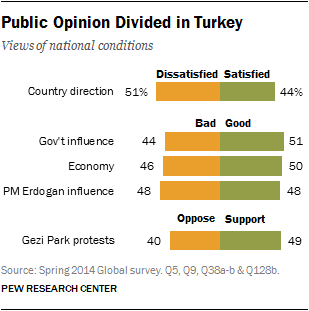 Public Opinion Divided in Turkey
Views of national conditions
Dissatisfied Satisfied
Country direction 51% 44%
Bad Good
Gov't influence 44 51
Economy 46 50
PM Erdogan influence 48 48
Oppose Support
Gezi Park protests 40 49
Source: Spring 2014 Global survey. Q5, Q9, Q38a-b & Q128b.
PEW RESEARCH CENTER